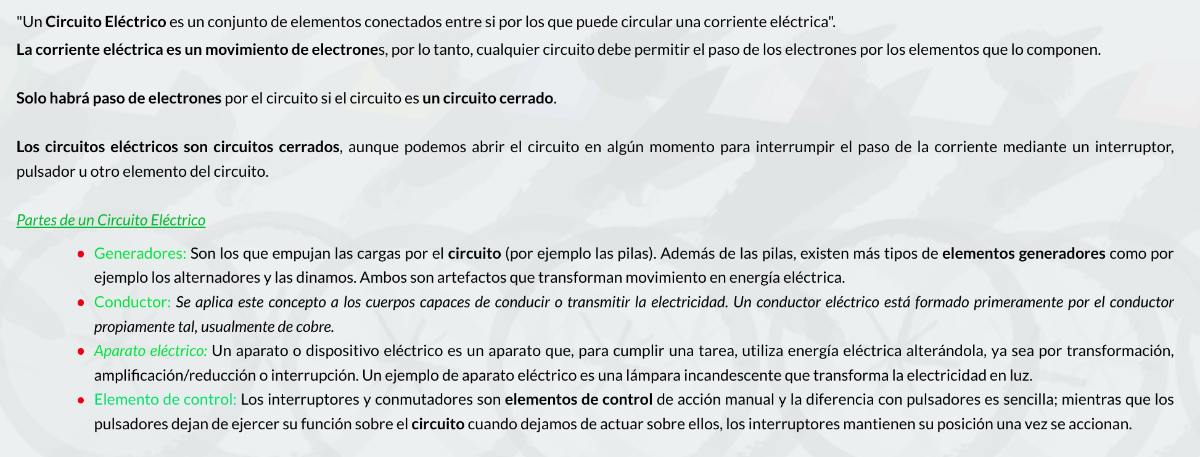 "Un Circuito Eléctrico es un conjunto de elementos conectados entre si por los que puede circular una corriente eléctrica".
La corriente eléctrica es un movimiento de electrones, por lo tanto, cualquier circuito debe permitir el paso de los electrones por los elementos que lo componen.
Solo habrá paso de electrones por el circuito si el circuito es un circuito cerrado.
Los circuitos eléctricos son circuitos cerrados, aunque podemos abrir el circuito en algún momento para interrumpir el paso de la corriente mediante un interruptor,
pulsador u otro elemento del circuito.
Partes de un Circuito Eléctrico
• Generadores: Son los que empujan las cargas por el circuito (por ejemplo las pilas). Además de las pilas, existen más tipos de elementos generadores como por
ejemplo los alternadores y las dinamos. Ambos son artefactos que transforman movimiento en energía eléctrica.
• Conductor: Se aplica este concepto a los cuerpos capaces de conducir o transmitir la electricidad. Un conductor eléctrico está formado primeramente por el conductor
propiamente tal, usualmente de cobre.
• Aparato eléctrico: Un aparato o dispositivo eléctrico es un aparato que, para cumplir una tarea, utiliza energía eléctrica alterándola, ya sea por transformación,
amplificación/reducción o interrupción. Un ejemplo de aparato eléctrico es una lámpara incandescente que transforma la electricidad en luz.
• Elemento de control: Los interruptores y conmutadores son elementos de control de acción manual y la diferencia con pulsadores es sencilla; mientras que los
pulsadores dejan de ejercer su función sobre el circuito cuando dejamos de actuar sobre ellos, los interruptores mantienen su posición una vez se accionan.